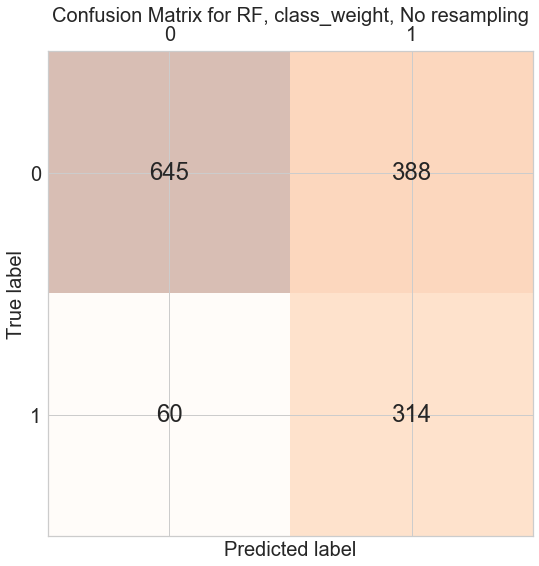 Confusion Matrix for RF, class_weight, No resampling
0 1
0 645 388
True label
1 60 314
Predicted label